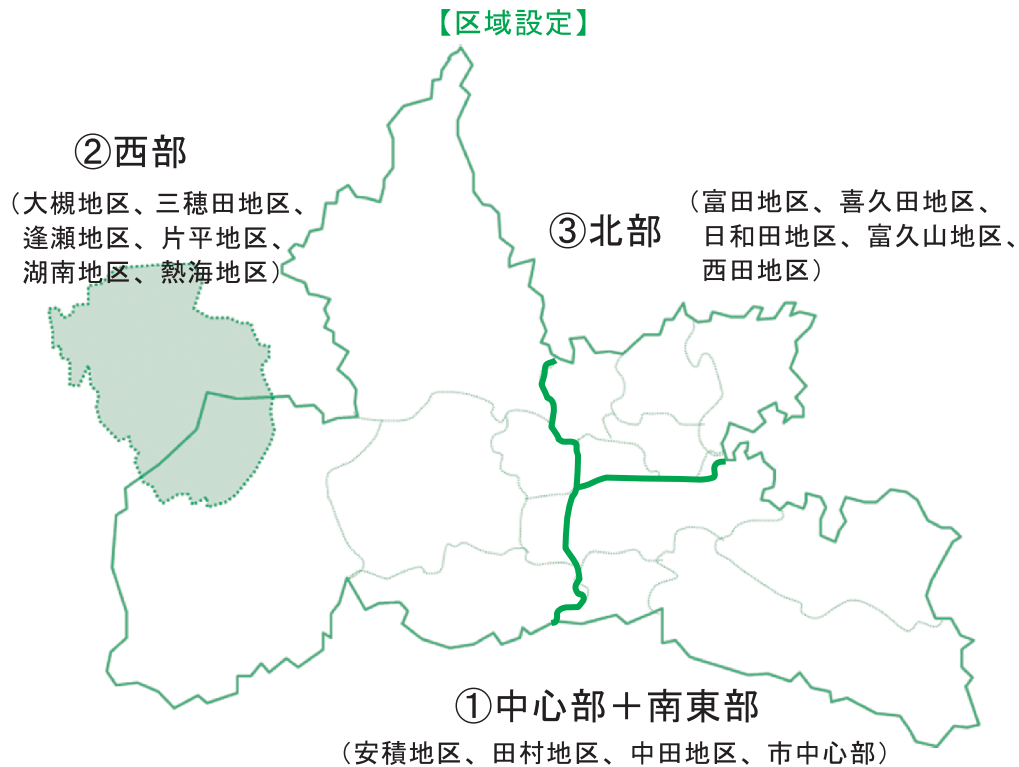 【区域設定】
②西部
（大槻地区、三穂田地区、
逢瀬地区、片平地区、
湖南地区、熱海地区）
③北部
（富田地区、喜久田地区、
日和田地区、富久山地区、
西田地区）
①中心部＋南東部
（安積地区、田村地区、中田地区、市中心部）